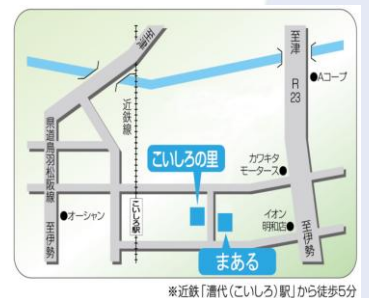 至津
R
23
●Aコープ
近鉄線
県道鳥羽松阪線
こいしろの里
カワキタ
モータース●
こいしろ駅
●オーシャン
イオン
明和店●
至伊勢
至伊勢
まある
※近鉄「漕代(こいしろ)駅」から徒歩5分